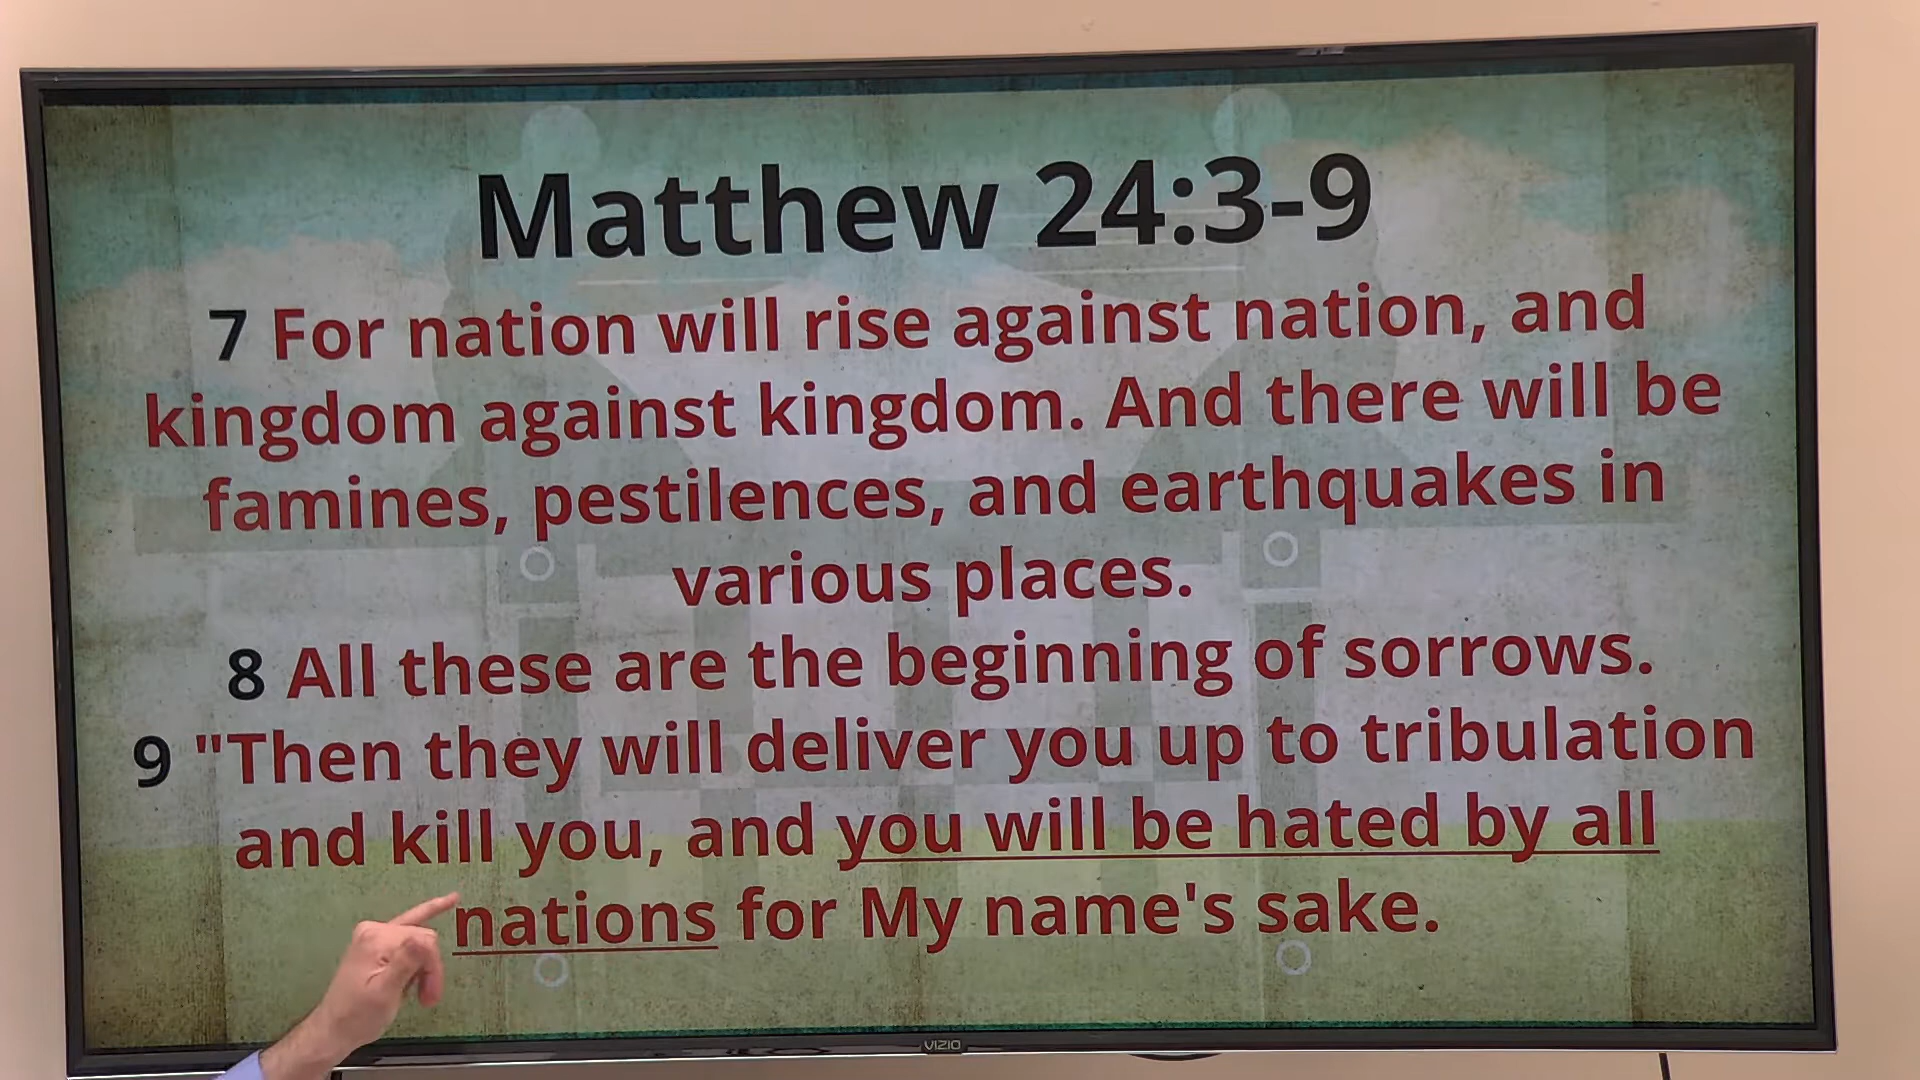 Matthew 24:3-9
7 For nation will rise against nation, and
kingdom against kingdom. And there will be
famines, pestilences, and earthquakes in
various places.
8 All these are the beginning of sorrows.
9 "Then they will deliver you up to tribulation
and kill you, and you will be hated by all
nations for My name's sake.
VIZIO